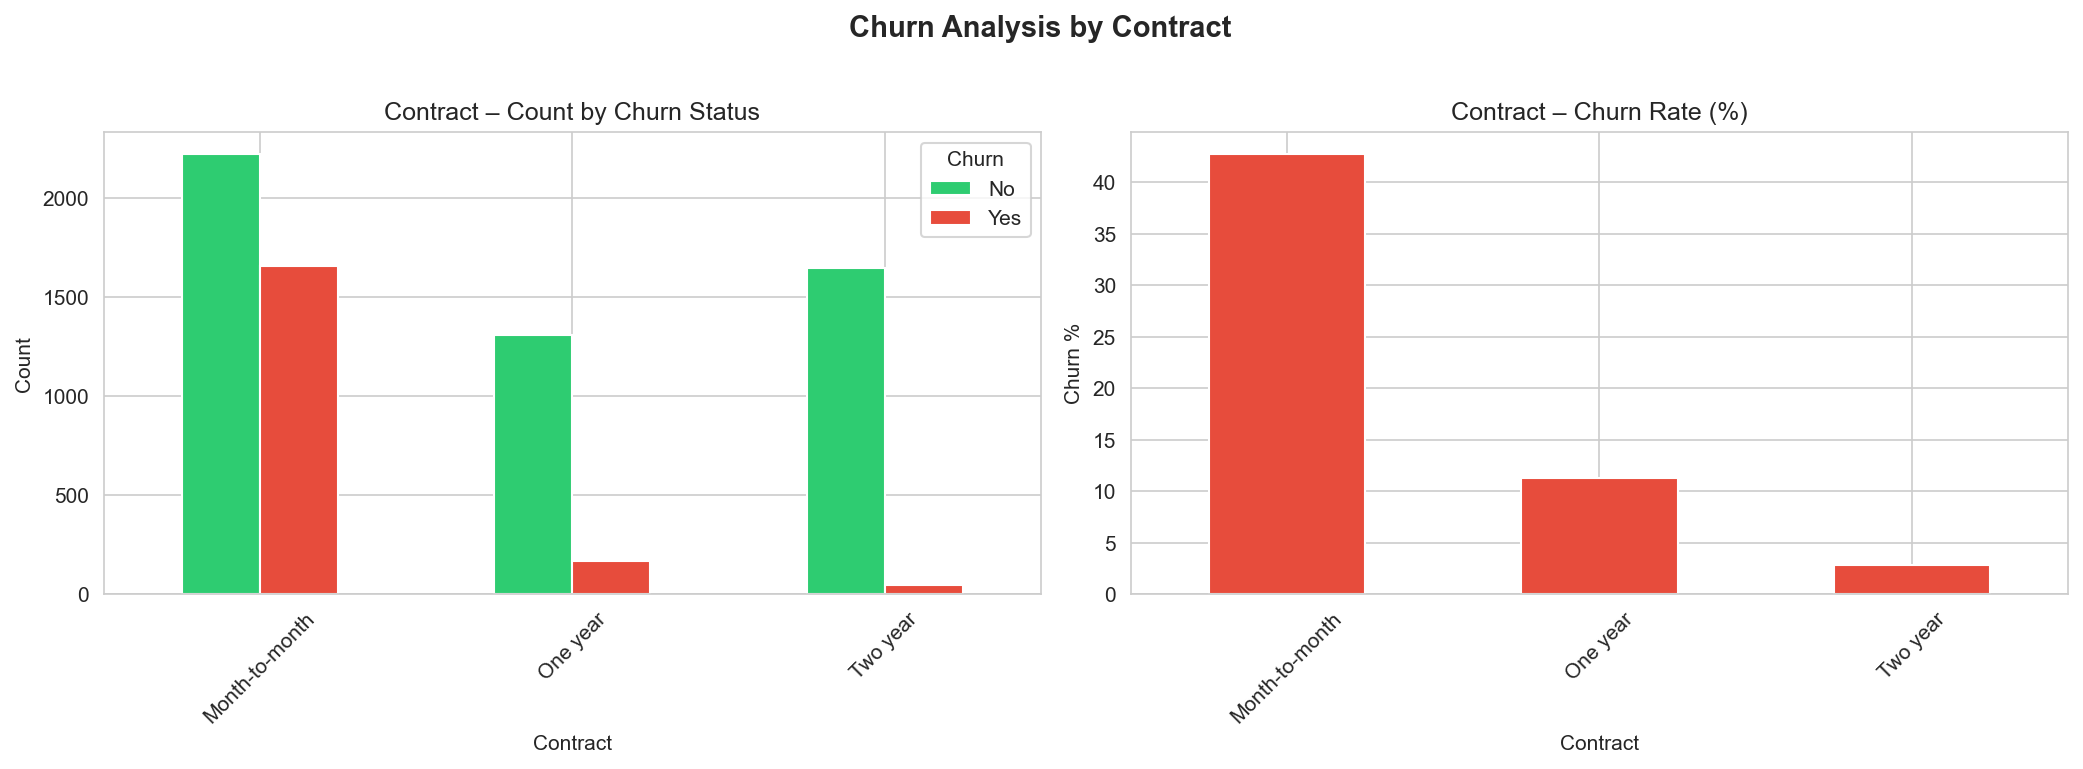 Churn Analysis by Contract
Contract – Count by Churn Status
Count
2000
1500
1000
500
0
Churn
No
Yes
Month-to-month
One year
Two year
Contract
Contract – Churn Rate (%)
Churn %
40
35
30
25
20
15
10
5
0
Month-to-month
One year
Two year
Contract